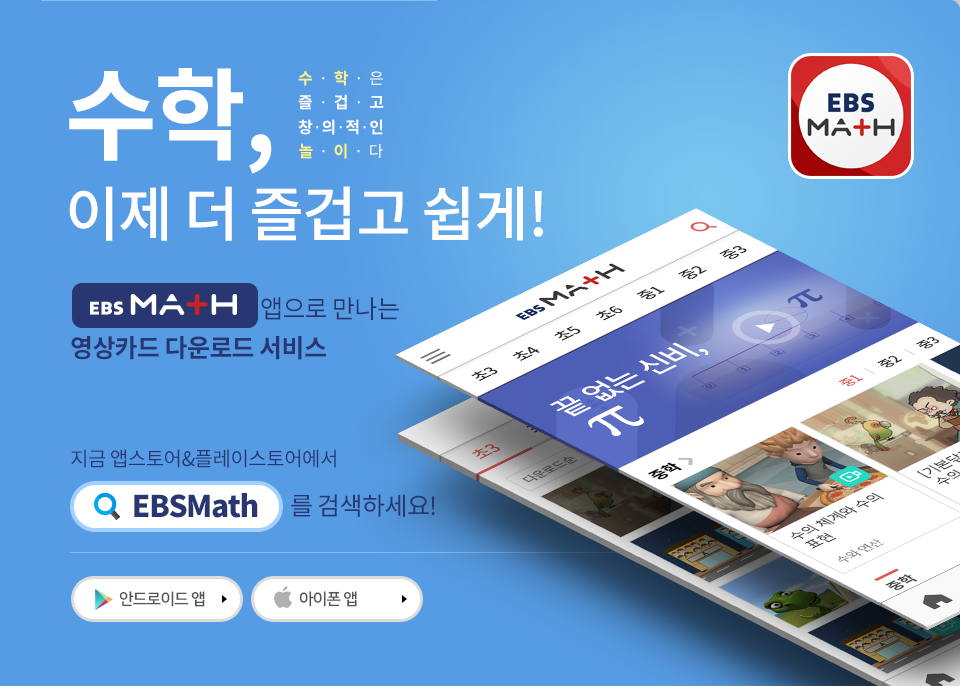 수학,
수·학·은
즐·겁·고
창·의·적·인
놀·이·다
이제 더 즐겁고 쉽게!
EBS MATH
EBS MATH 앱으로 만나는
영상카드 다운로드 서비스
지금 앱스토어&플레이스토어에서
EBSMath 를 검색하세요!
안드로이드 앱
아이폰 앱
EBS MATH
초3 초4 초5 초6 중1 중2 중3
끝 없는 신비,
π
π
중학
중1 중2 중3
수의 체계와 수의
표현
수와 연산
[기본
수의
중학
초3
다운로드순